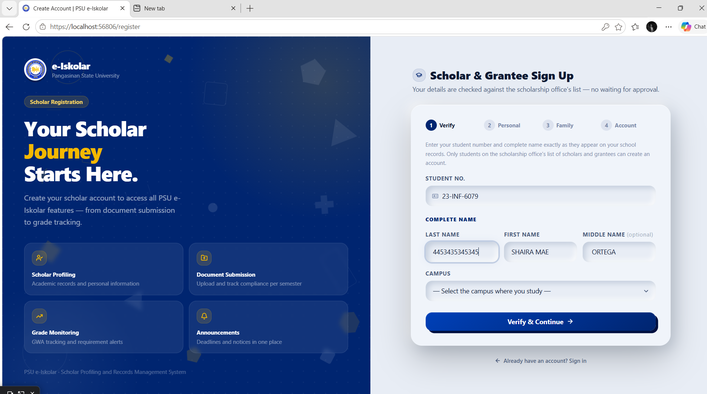 Create Account | PSU e-Iskolar
New tab
https://localhost:56806/register
Chat
e-Iskolar
Pangasinan State University
Scholar Registration
Your Scholar
Journey
Starts Here.
Create your scholar account to access all PSU e-
Iskolar features — from document submission
to grade tracking.
Scholar Profiling
Academic records and personal information
Document Submission
Upload and track compliance per semester
Grade Monitoring
GWA tracking and requirement alerts
Announcements
Deadlines and notices in one place
PSU e-Iskolar · Scholar Profiling and Records Management System
Scholar & Grantee Sign Up
Your details are checked against the scholarship office's list — no waiting for approval.
1 Verify
2 Personal
3 Family
4 Account
Enter your student number and complete name exactly as they appear on your school
records. Only students on the scholarship office's list of scholars and grantees can create an
account.
STUDENT NO.
23-INF-6079
COMPLETE NAME
LAST NAME
FIRST NAME
MIDDLE NAME (optional)
4453435345345
SHAIRA MAE
ORTEGA
CAMPUS
— Select the campus where you study —
Verify & Continue →
← Already have an account? Sign in